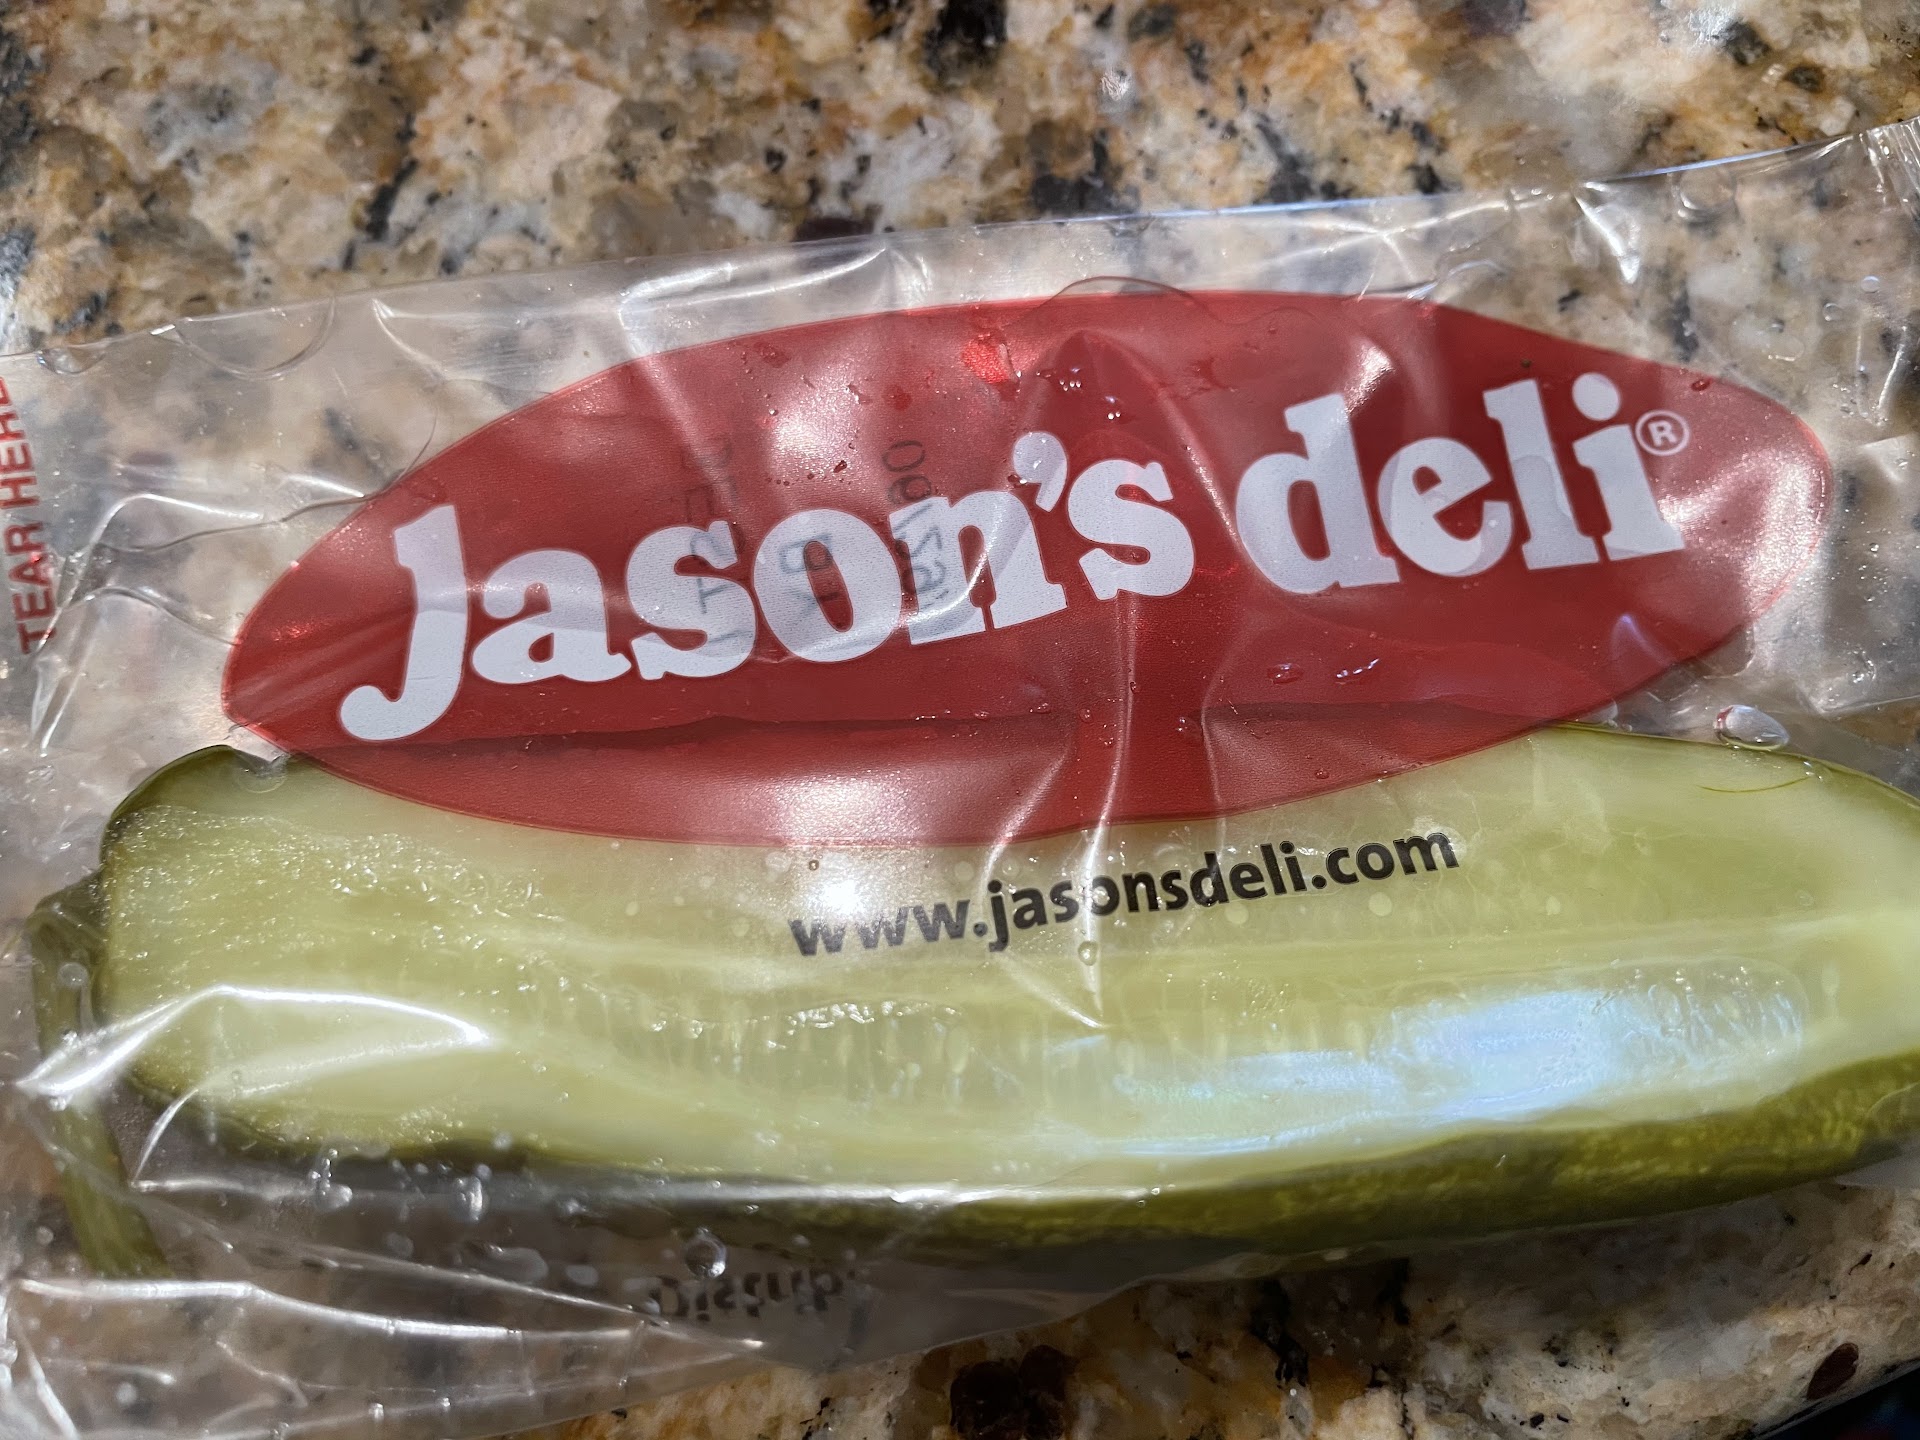 TEAR HERE
Jason's deli®
www.jasonsdeli.com